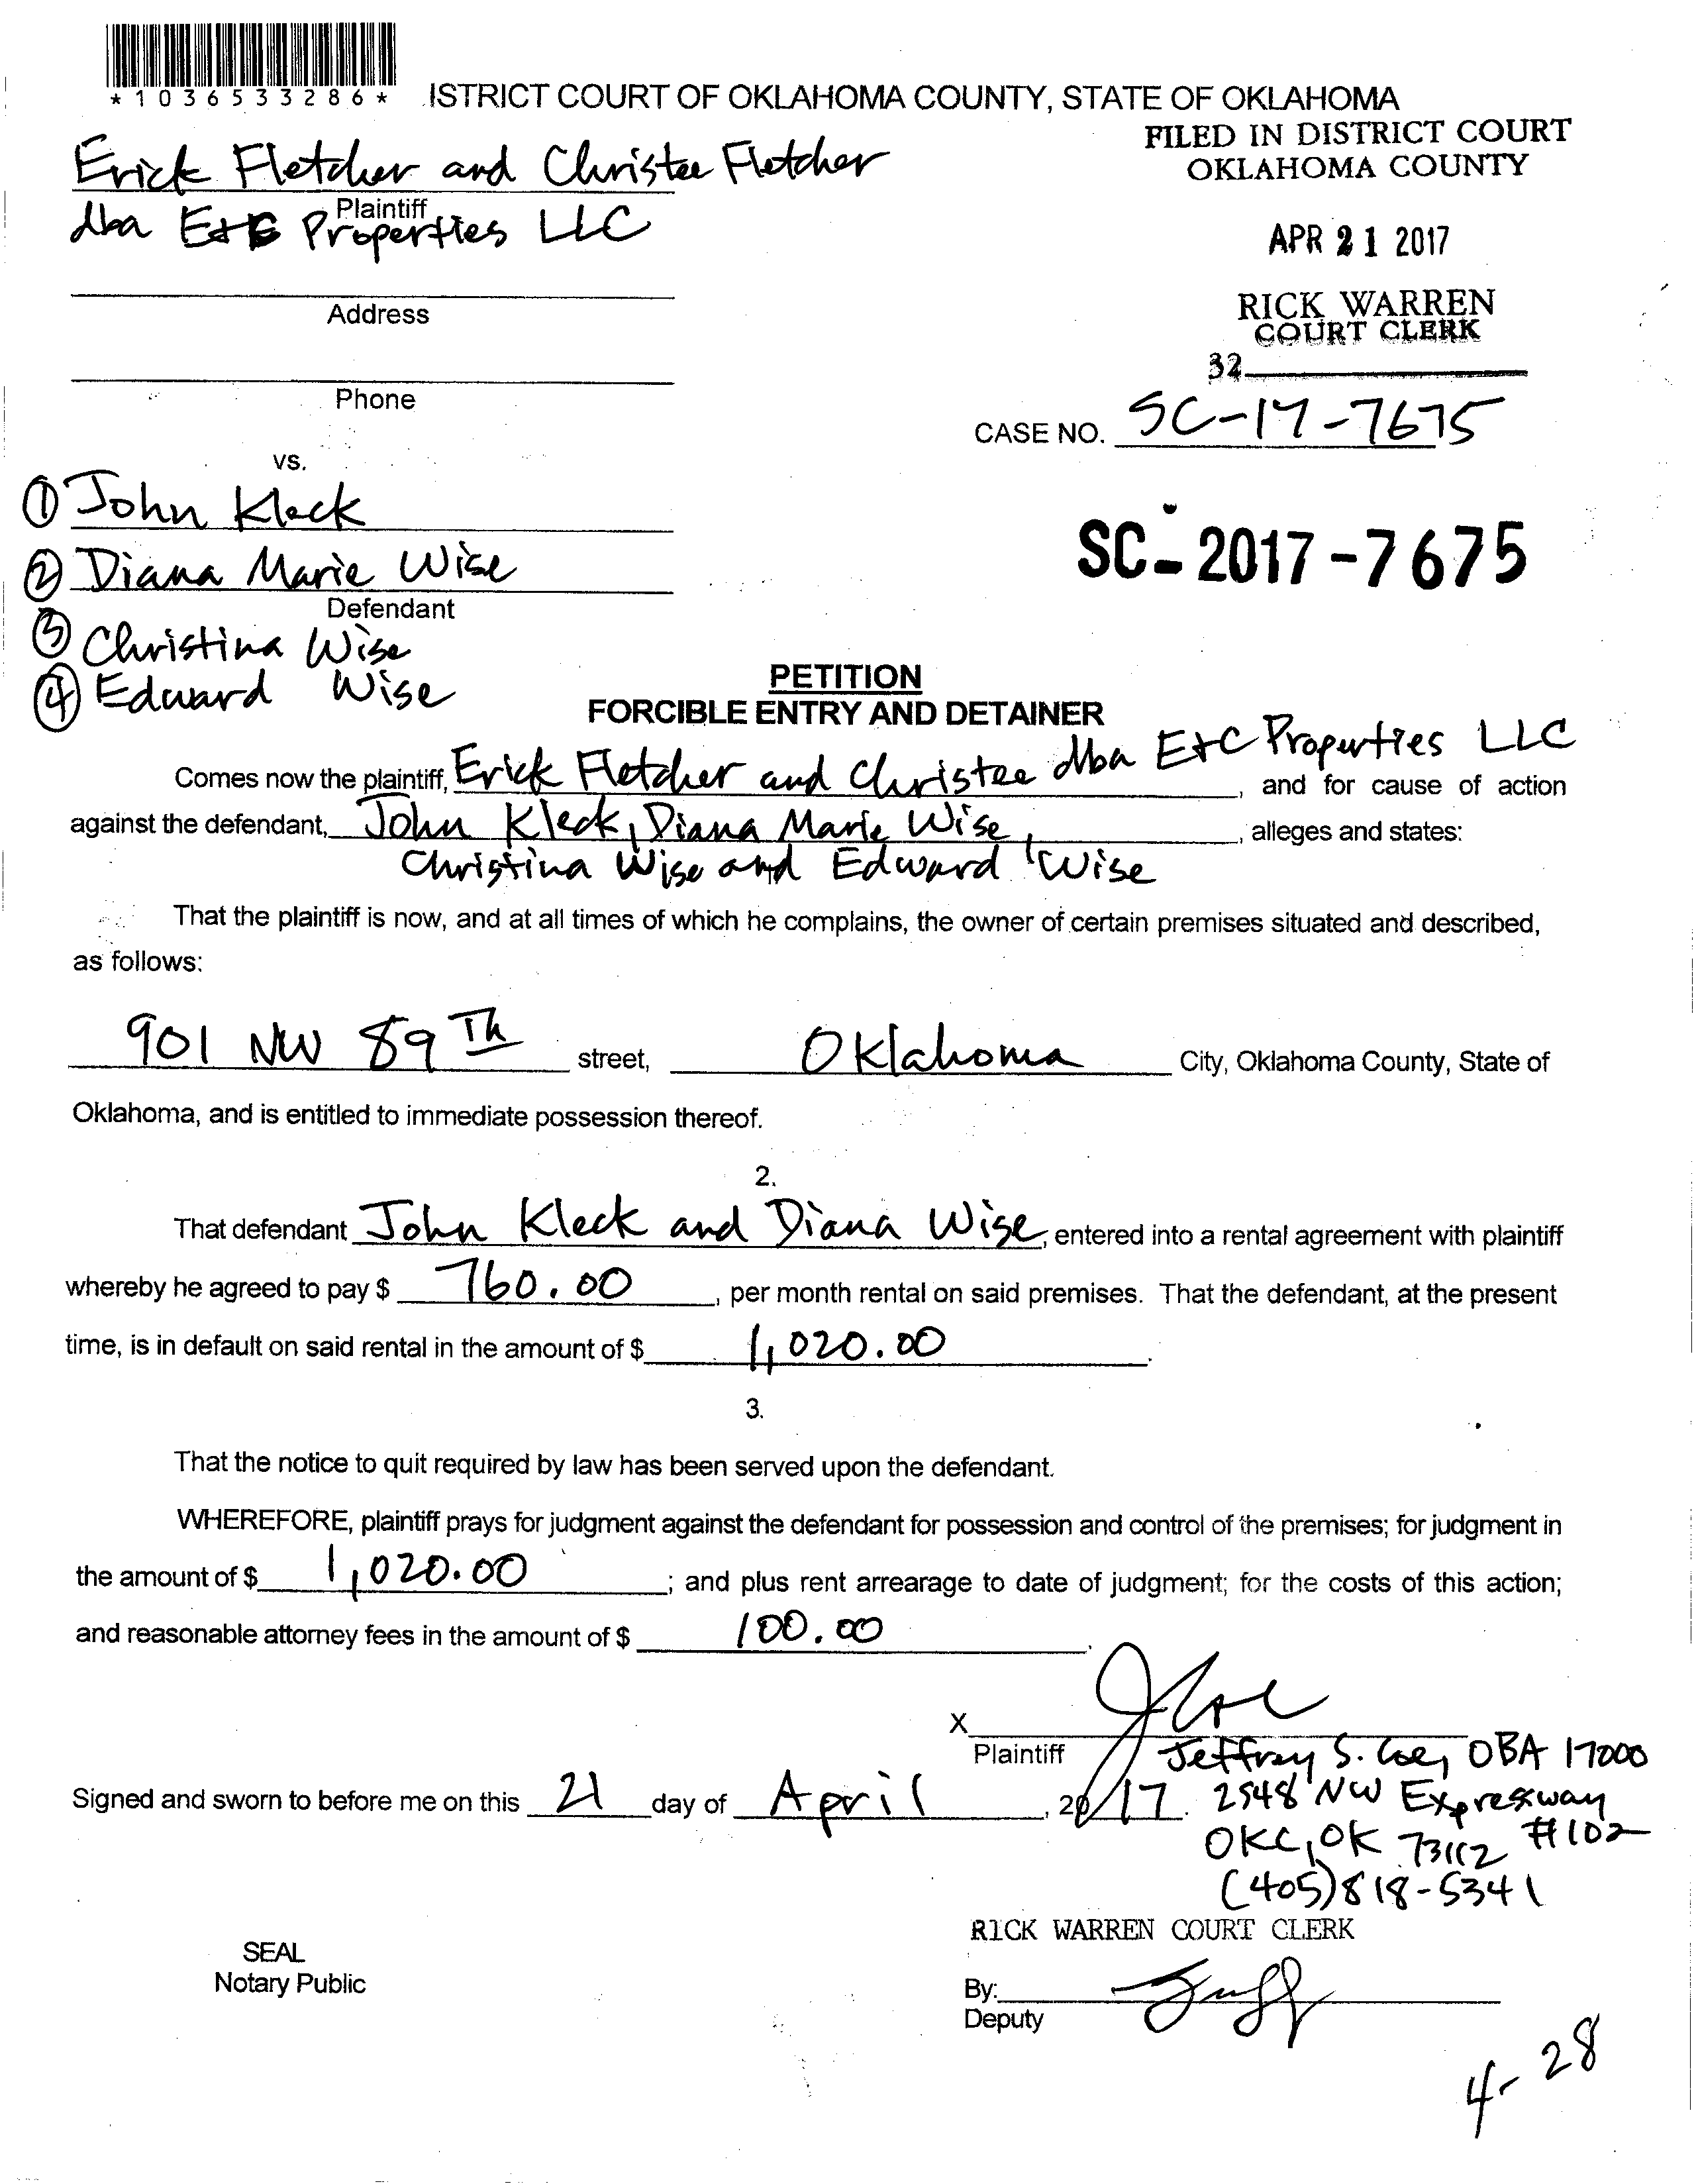 *1036533286*
ISTRICT COURT OF OKLAHOMA COUNTY, STATE OF OKLAHOMA
FILED IN DISTRICT COURT
OKLAHOMA COUNTY
Erick Fletcher and Christee Fletcher
Plaintiff
dba E+C Properties LLC
APR 21 2017
Address
RICK WARREN
COURT CLERK
32
Phone
CASE NO. SC-17-7675
vs.
① John Kleck
② Diana Marie Wise
SC-2017-7675
Defendant
③ Christina Wise
④ Edward Wise
PETITION
FORCIBLE ENTRY AND DETAINER
Comes now the plaintiff, Erick Fletcher and Christee dba E+C Properties LLC, and for cause of action
against the defendant, John Kleck, Diana Marie Wise, , alleges and states:
Christina Wise and Edward Wise
That the plaintiff is now, and at all times of which he complains, the owner of certain premises situated and described,
as follows:
901 NW 89 Th street, Oklahoma City, Oklahoma County, State of
Oklahoma, and is entitled to immediate possession thereof.
2.
That defendant John Kleck and Diana Wise, entered into a rental agreement with plaintiff
whereby he agreed to pay $ 760.00, per month rental on said premises. That the defendant, at the present
time, is in default on said rental in the amount of $ 1,020.00.
3.
That the notice to quit required by law has been served upon the defendant.
WHEREFORE, plaintiff prays for judgment against the defendant for possession and control of the premises; for judgment in
the amount of $ 1,020.00; and plus rent arrearage to date of judgment; for the costs of this action;
and reasonable attorney fees in the amount of $ 100.00.
X
Plaintiff Jeffrey S. Coe, OBA 17000
Signed and sworn to before me on this 21 day of April, 2017. 2548 NW Expressway
#102
OKC, OK 73112
(405)818-5341
RICK WARREN COURT CLERK
SEAL
Notary Public
By:
Deputy
4-28